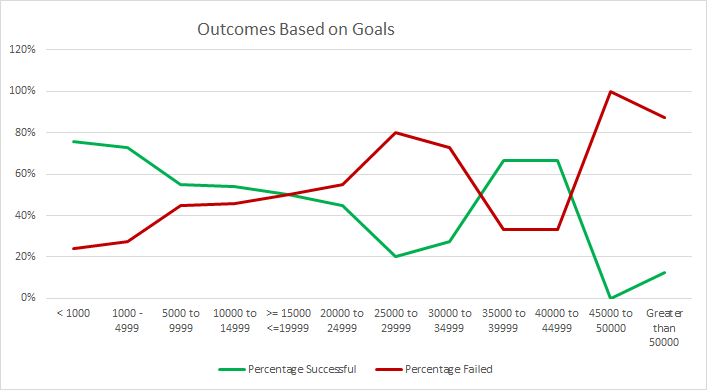 Outcomes Based on Goals
120%
100%
80%
60%
40%
20%
0%
< 1000
1000 -
4999
5000 to
9999
10000 to
14999
>= 15000
<=19999
20000 to
24999
25000 to
29999
30000 to
34999
35000 to
39999
40000 to
44999
45000 to
50000
Greater
than
50000
Percentage Successful
Percentage Failed